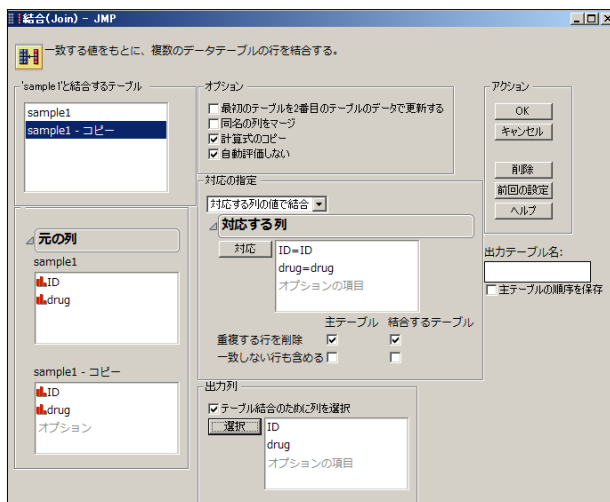 結合(Join) - JMP
一致する値をもとに、複数のデータテーブルの行を結合する。
'sample1'と結合するテーブル
sample1
sample1 - コピー
オプション
最初のテーブルを2番目のテーブルのデータで更新する
同名の列をマージ
計算式のコピー
自動評価しない
アクション
OK
キャンセル
削除
前回の設定
ヘルプ
対応の指定
対応する列の値で結合
対応する列
対応
ID=ID
drug=drug
オプションの項目
主テーブル 結合するテーブル
重複する行を削除
一致しない行も含める
元の列
sample1
ID
drug
sample1 - コピー
ID
drug
オプション
出力テーブル名:
主テーブルの順序を保存
出力列
テーブル結合のために列を選択
選択
ID
drug
オプションの項目